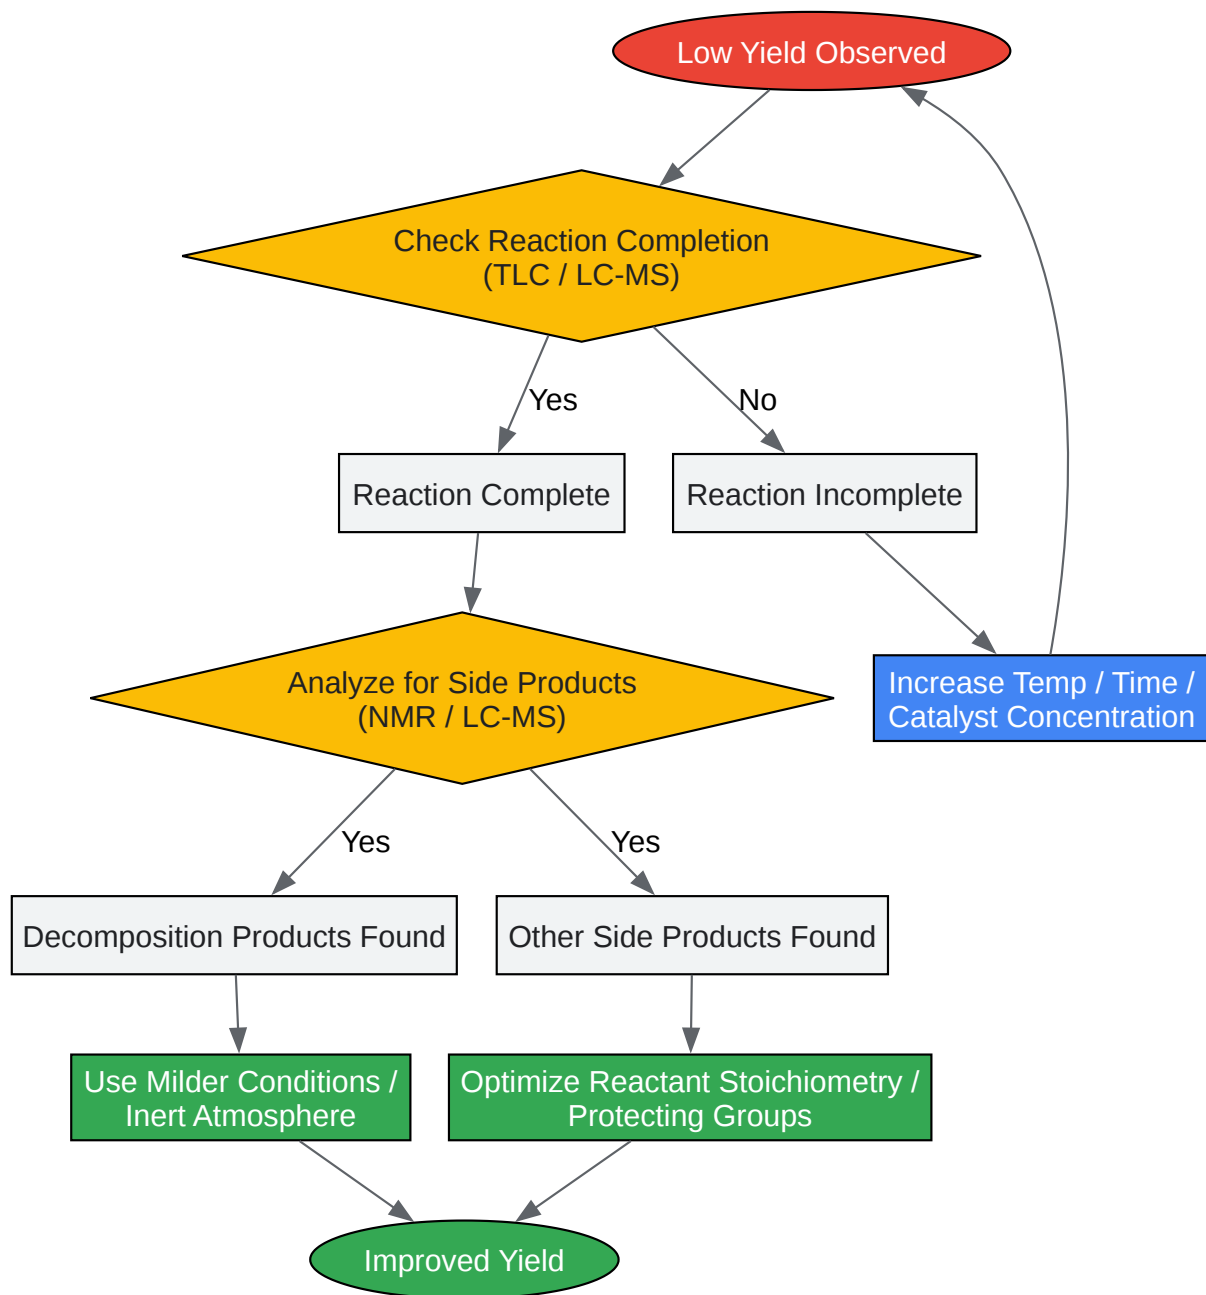 Low Yield Observed
Check Reaction Completion
(TLC / LC-MS)
Yes
No
Reaction Complete
Reaction Incomplete
Analyze for Side Products
(NMR / LC-MS)
Increase Temp / Time /
Catalyst Concentration
Yes
Yes
Decomposition Products Found
Other Side Products Found
Use Milder Conditions /
Inert Atmosphere
Optimize Reactant Stoichiometry /
Protecting Groups
Improved Yield